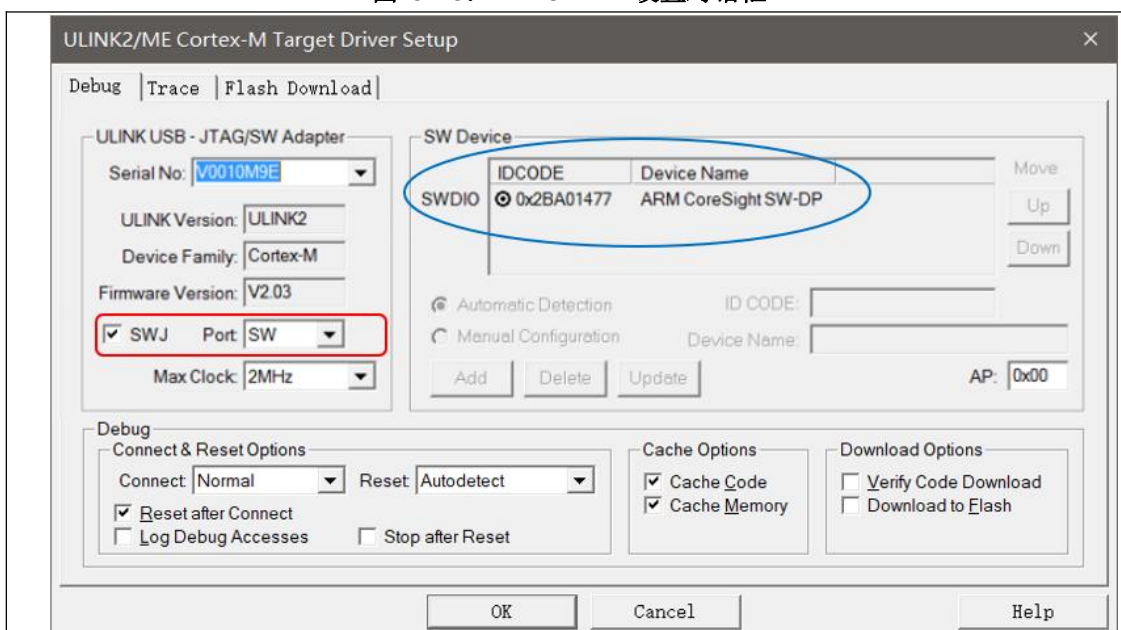 ULINK2/ME Cortex-M Target Driver Setup
Debug Trace Flash Download
ULINK USB - JTAG/SW Adapter
Serial No: V0010M9E
ULINK Version: ULINK2
Device Family: Cortex-M
Firmware Version: V2.03
SWJ Port: SW
Max Clock: 2MHz
SW Device
IDCODE Device Name
SWDIO 0x2BA01477 ARM CoreSight SW-DP
Move
Up
Down
Automatic Detection ID CODE:
Manual Configuration Device Name:
Add Delete Update AP: 0x00
Debug
Connect & Reset Options
Connect: Normal Reset: Autodetect
Reset after Connect
Log Debug Accesses Stop after Reset
Cache Options
Cache Code
Cache Memory
Download Options
Verify Code Download
Download to Flash
OK Cancel Help